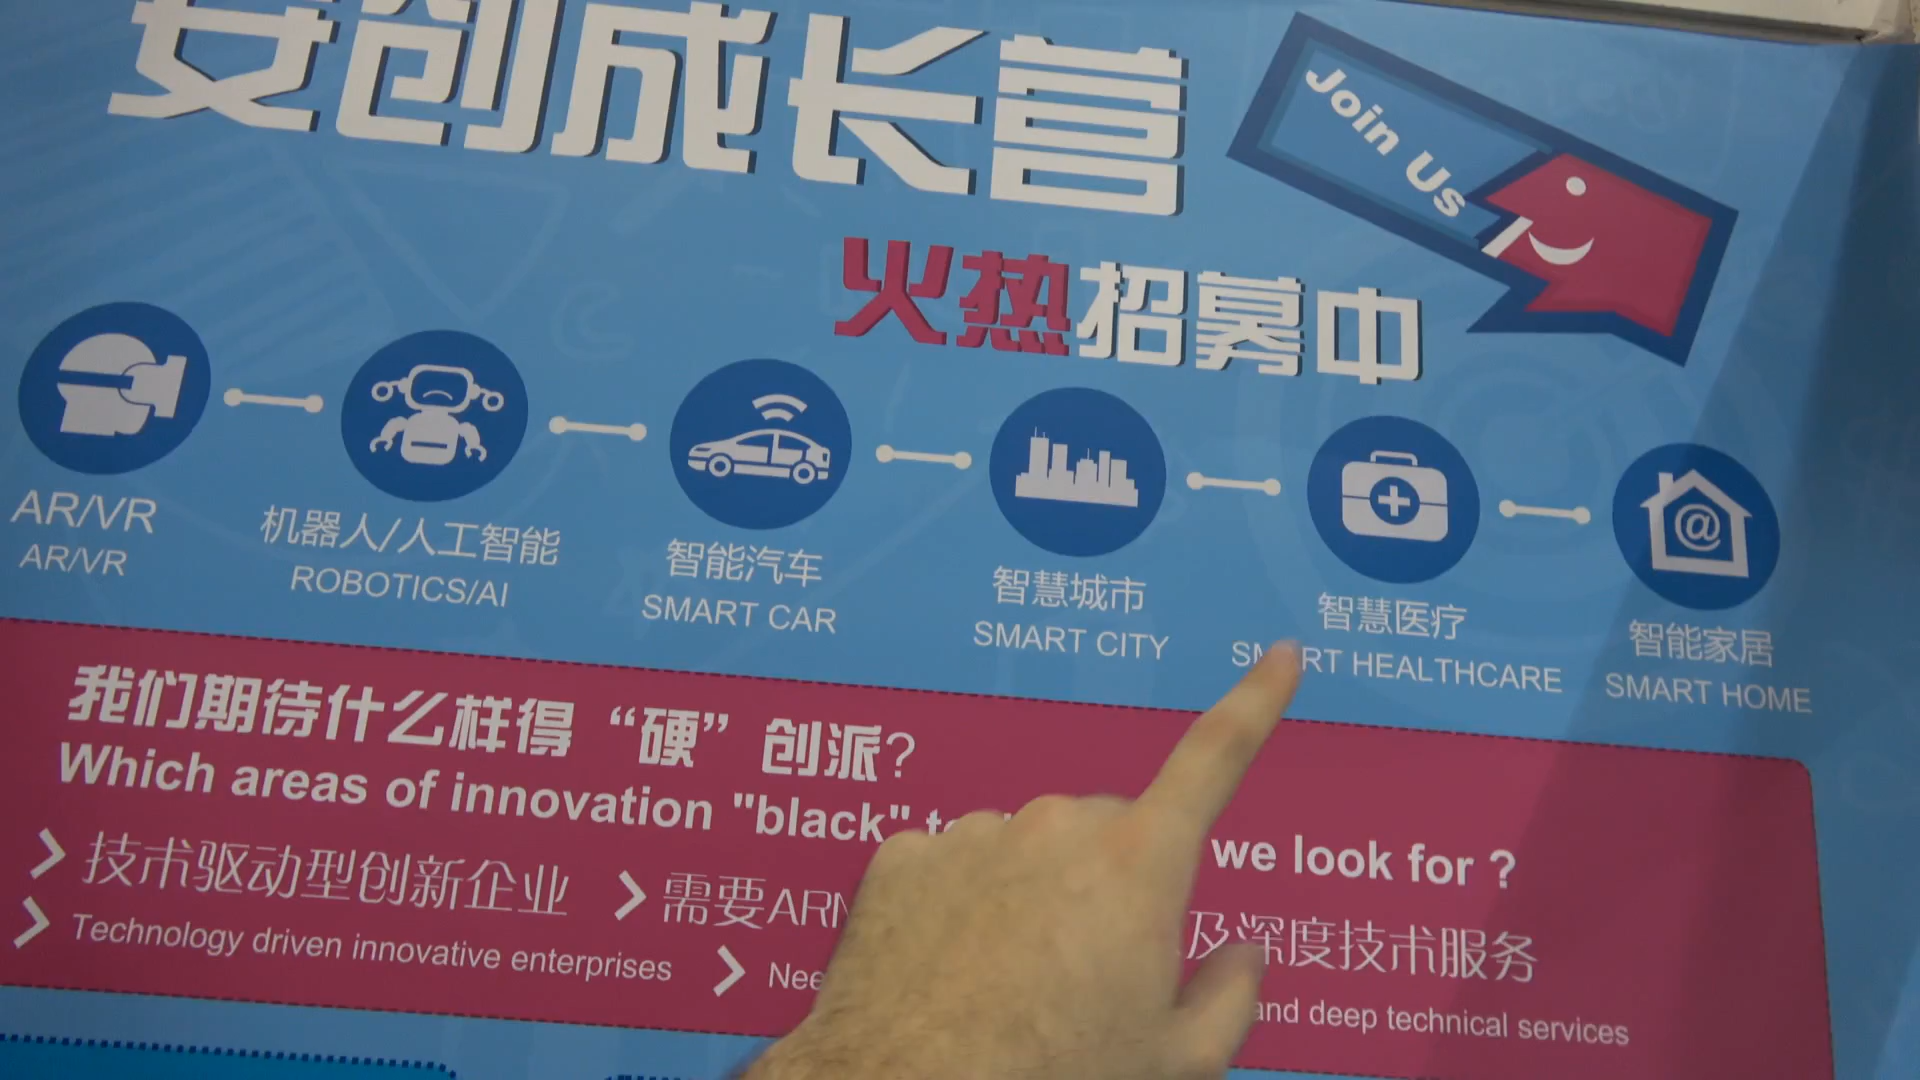 安创成长营
Join Us
火热招募中
AR/VR
AR/VR
机器人/人工智能
ROBOTICS/AI
智能汽车
SMART CAR
智慧城市
SMART CITY
智慧医疗
SMART HEALTHCARE
智能家居
SMART HOME
我们期待什么样得“硬”创派?
Which areas of innovation "black" we look for ?
技术驱动型创新企业
需要 及深度技术服务
Technology driven innovative enterprises
and deep technical services